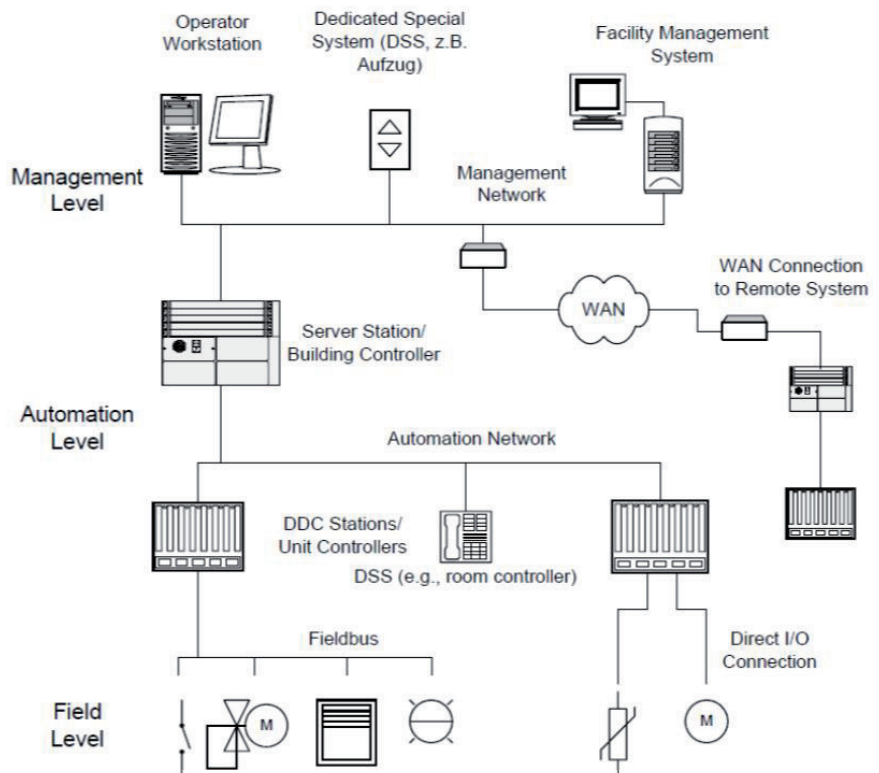 Operator
Workstation
Dedicated Special
System (DSS, z.B.
Aufzug)
Facility Management
System
Management
Level
Management
Network
WAN
WAN Connection
to Remote System
Server Station/
Building Controller
Automation
Level
Automation Network
DDC Stations/
Unit Controllers
DSS (e.g., room controller)
Fieldbus
Direct I/O
Connection
Field
Level
M
M